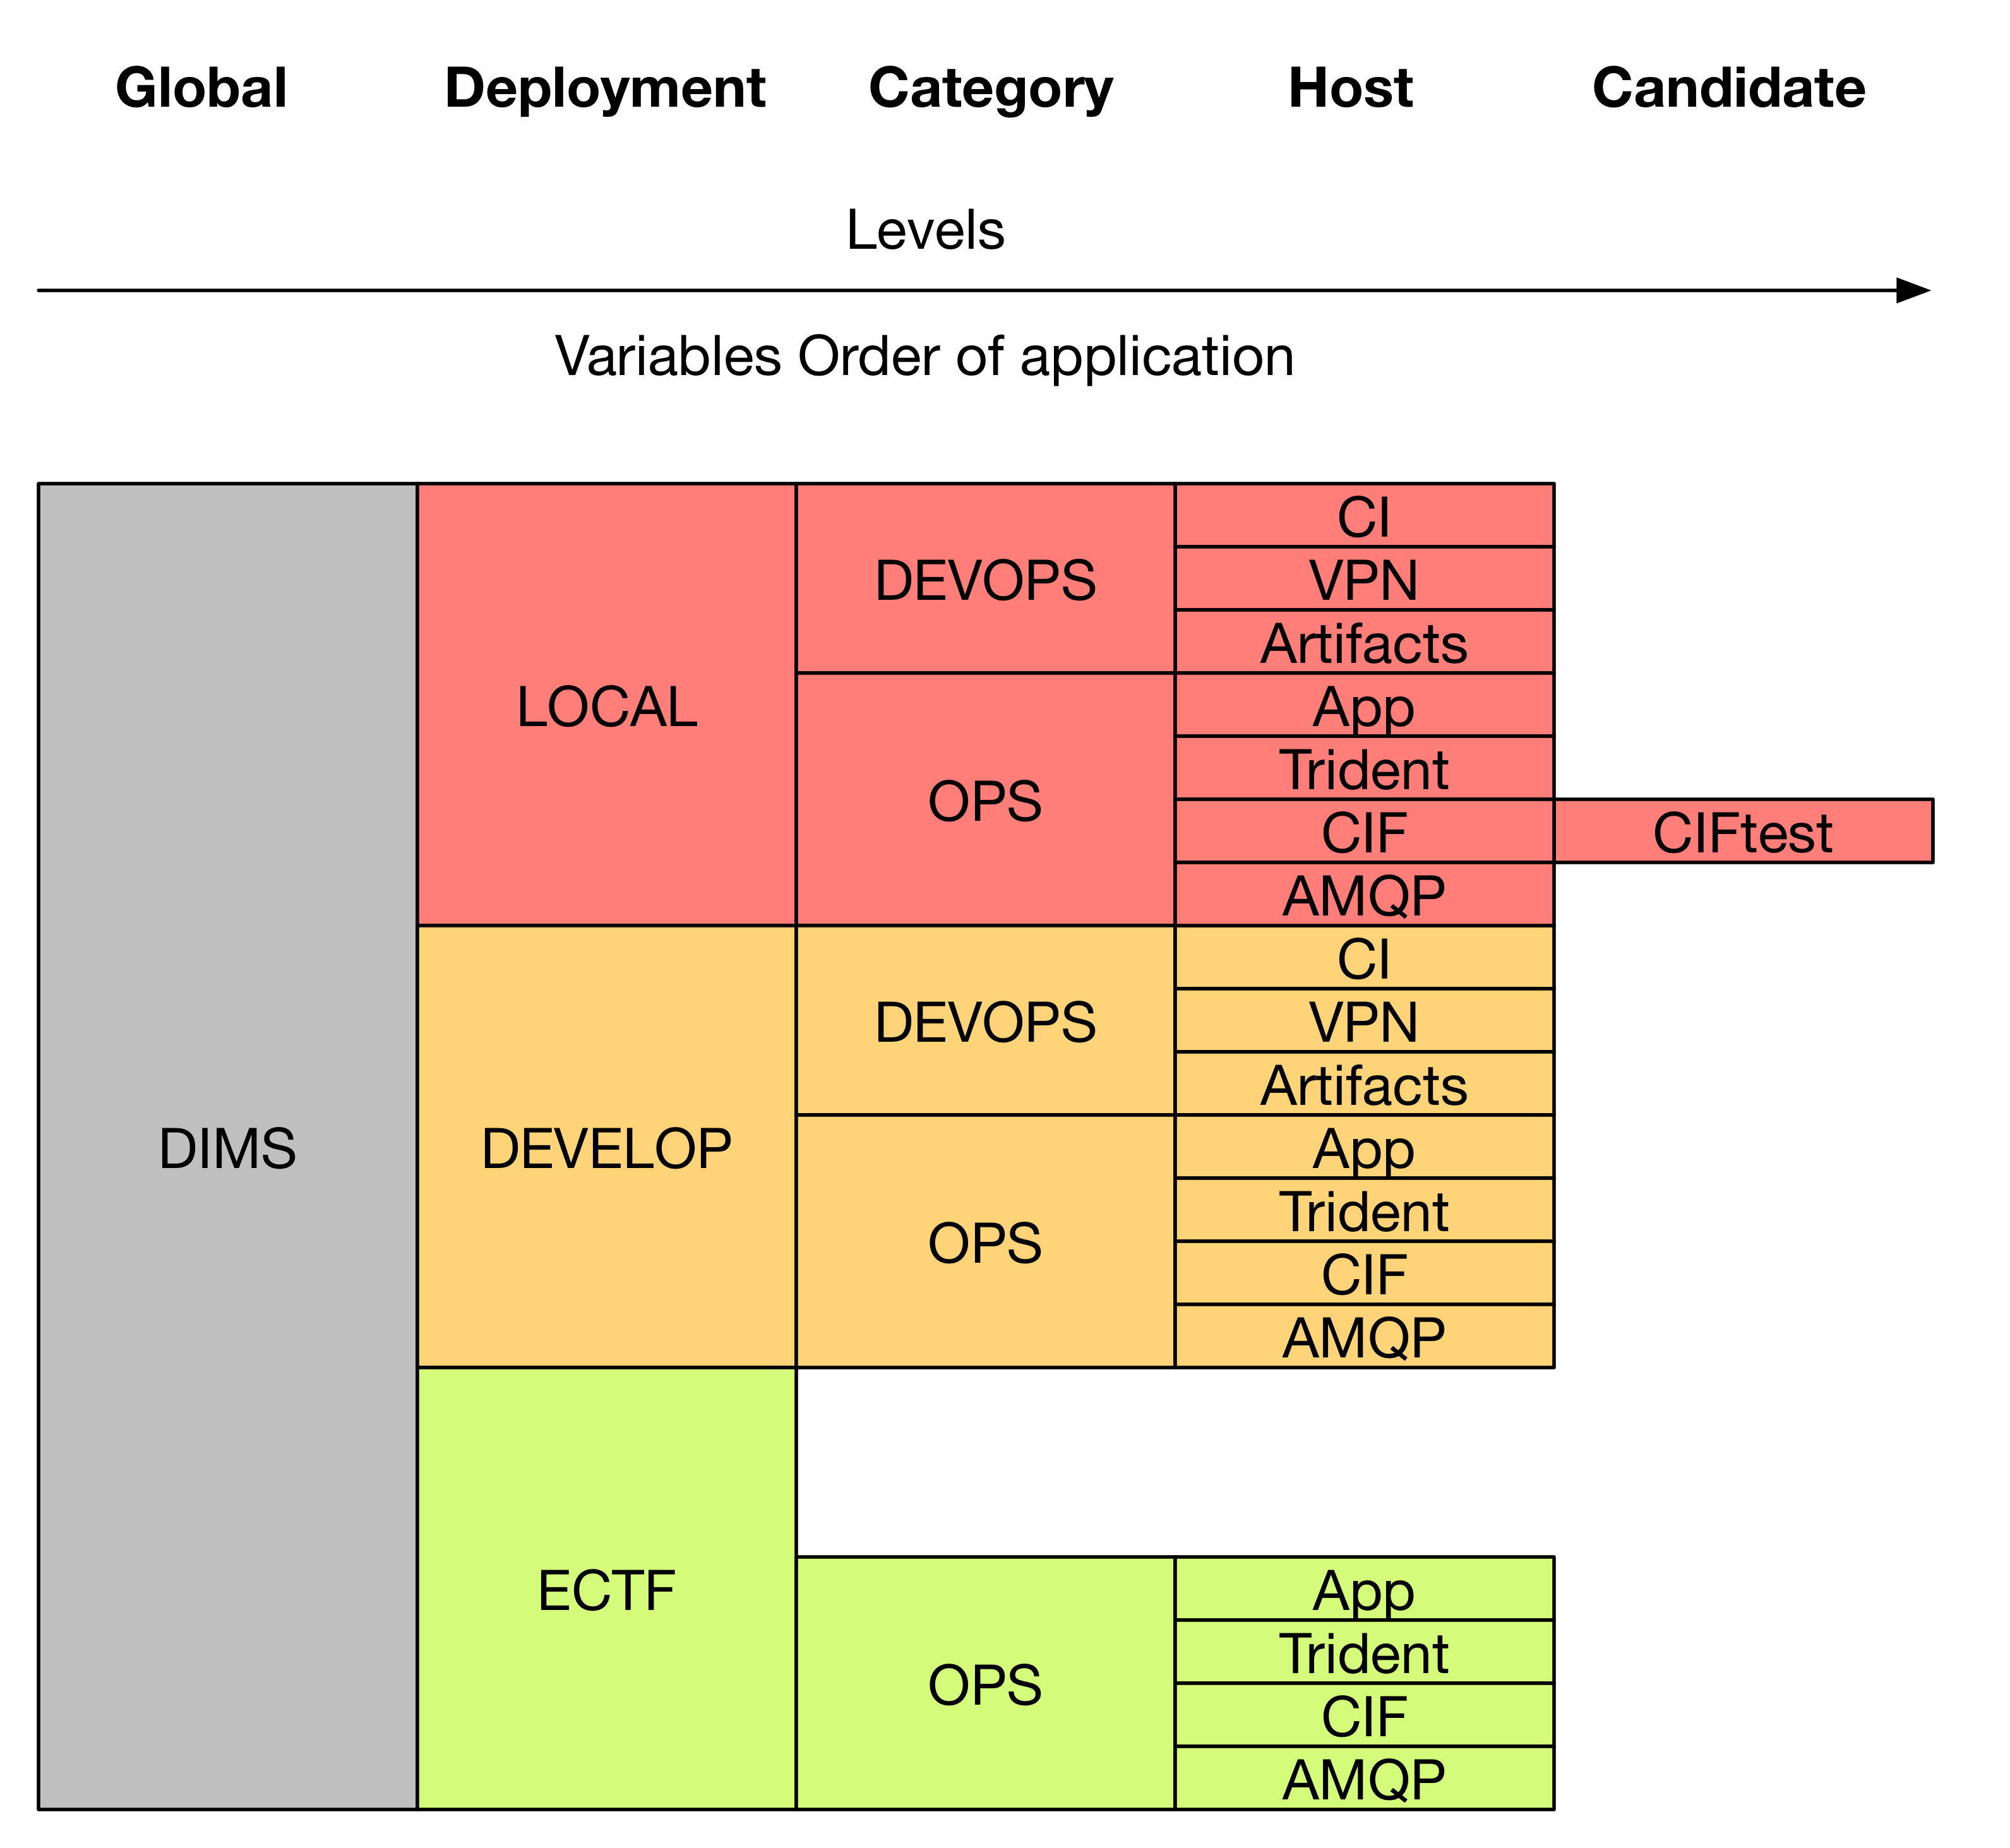 Global Deployment Category Host Candidate
Levels
Variables Order of application
DIMS
LOCAL
DEVOPS
CI
VPN
Artifacts
OPS
App
Trident
CIF
CIFtest
AMQP
DEVELOP
DEVOPS
CI
VPN
Artifacts
OPS
App
Trident
CIF
AMQP
ECTF
OPS
App
Trident
CIF
AMQP